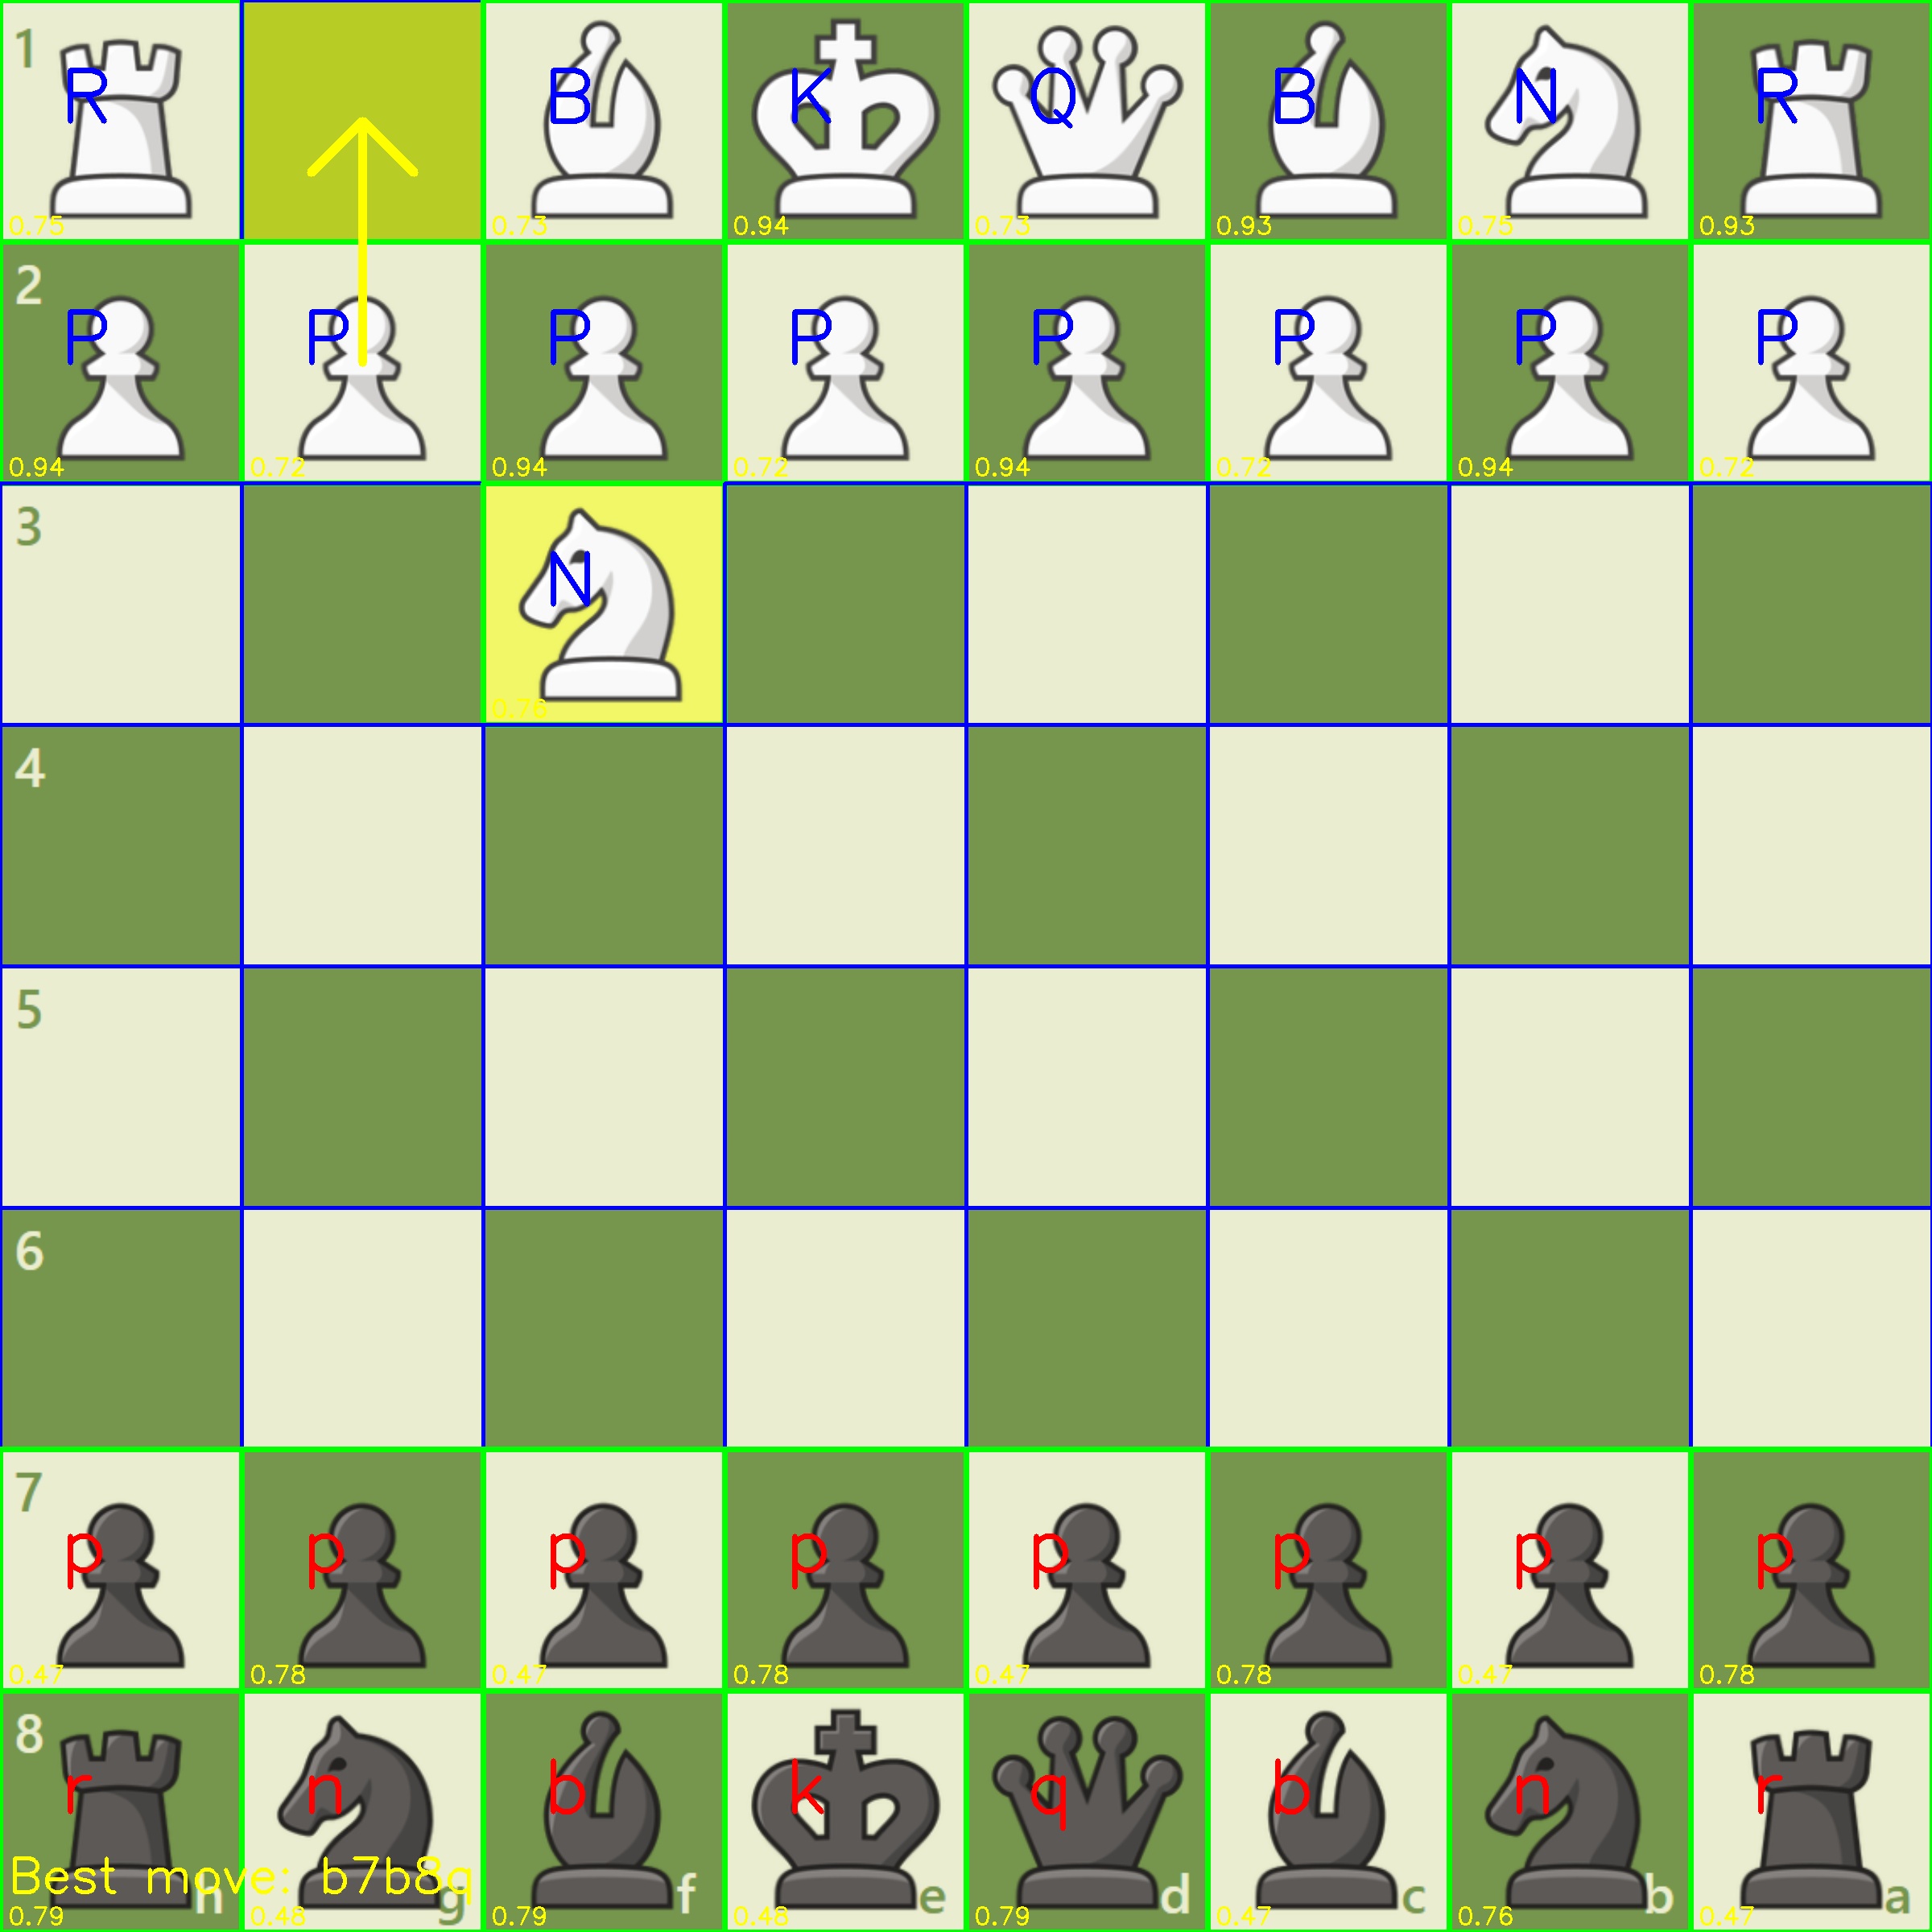 1 R B K Q B N R
0.75 0.73 0.94 0.73 0.93 0.75 0.93
2 P P P P P P P P
0.94 0.72 0.94 0.72 0.94 0.72 0.94 0.72
3 N
0.76
4
5
6
7 p p p p p p p p
0.47 0.78 0.47 0.78 0.47 0.78 0.47 0.78
8 r n b k q b n r
Best move: b7b8q
h g f e d c b a
0.79 0.48 0.79 0.48 0.79 0.47 0.76 0.47